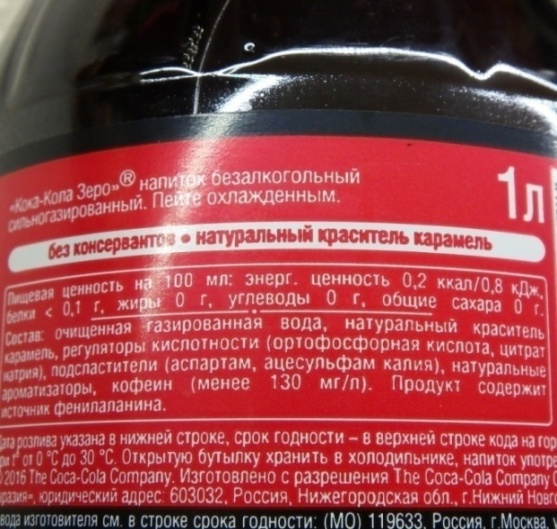 «Кока-Кола Зеро»® напиток безалкогольный
сильногазированный. Пейте охлажденным.
1л
без консервантов • натуральный краситель карамель
Пищевая ценность на 100 мл: энерг. ценность 0,2 ккал/0,8 кДж,
белки < 0,1 г, жиры 0 г, углеводы 0 г, общие сахара 0 г.
Состав: очищенная газированная вода, натуральный краситель
карамель, регуляторы кислотности (ортофосфорная кислота, цитрат
натрия), подсластители (аспартам, ацесульфам калия), натуральные
ароматизаторы, кофеин (менее 130 мг/л). Продукт содержит
источник фенилаланина.
Дата розлива указана в нижней строке, срок годности – в верхней строке кода на
при t° от 0 °C до 30 °C. Открытую бутылку хранить в холодильнике, напиток
2016 The Coca-Cola Company. Изготовлено с разрешения The Coca-Cola Company
юридический адрес: 603032, Россия, Нижегородская обл., г.Нижний
изготовителя см. в строке срока годности: (МО) 119633, Россия, г.Москва,